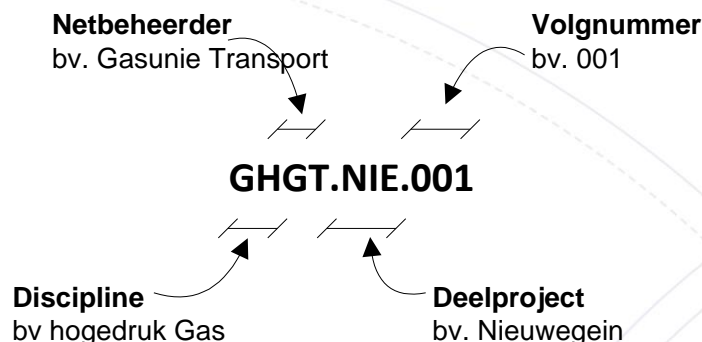 Netbeheerder
bv. Gasunie Transport
Volgnummer
bv. 001
GHGT.NIE.001
Discipline
bv hogedruk Gas
Deelproject
bv. Nieuwegein